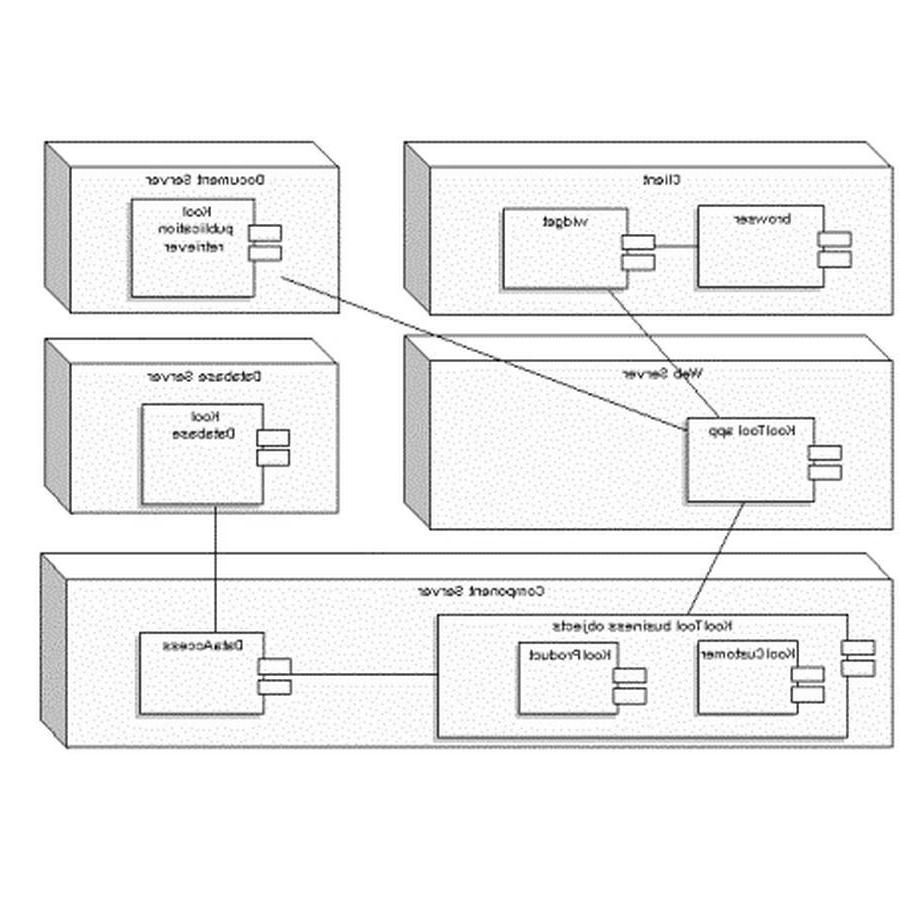 Client
browser
widget
Document Server
Kool
publication
retriever
Web Server
KoolTool app
Database Server
Kool
Database
Component Server
KoolTool business objects
KoolCustomer
KoolProduct
DataAccess